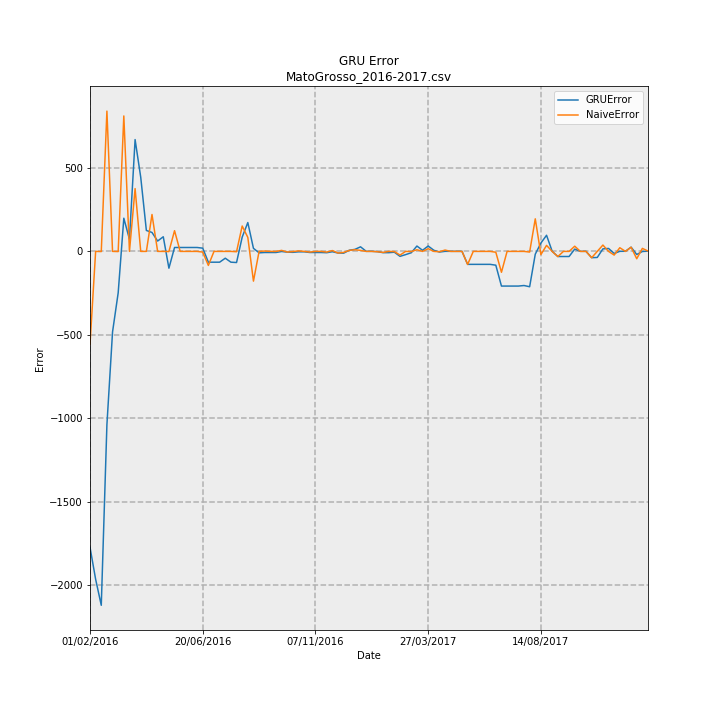 GRU Error
MatoGrosso_2016-2017.csv
GRUError
NaiveError
500
0
−500
−1000
−1500
−2000
Error
01/02/2016 20/06/2016 07/11/2016 27/03/2017 14/08/2017
Date